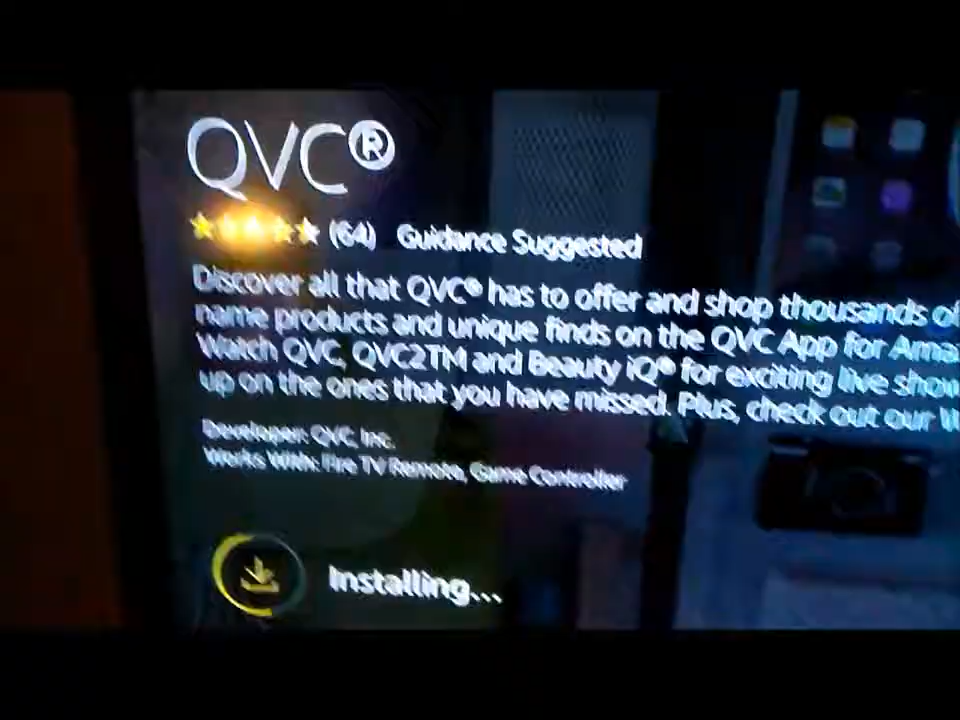 QVC®
(64) Guidance Suggested
Discover all that QVC® has to offer and shop thousands of
name products and unique finds on the QVC App for Ama
Watch QVC, QVC2TM and Beauty iQ® for exciting live show
up on the ones that you have missed. Plus, check out our W
Developer: QVC, Inc.
Works With: Fire TV Remote, Game Controller
Installing...